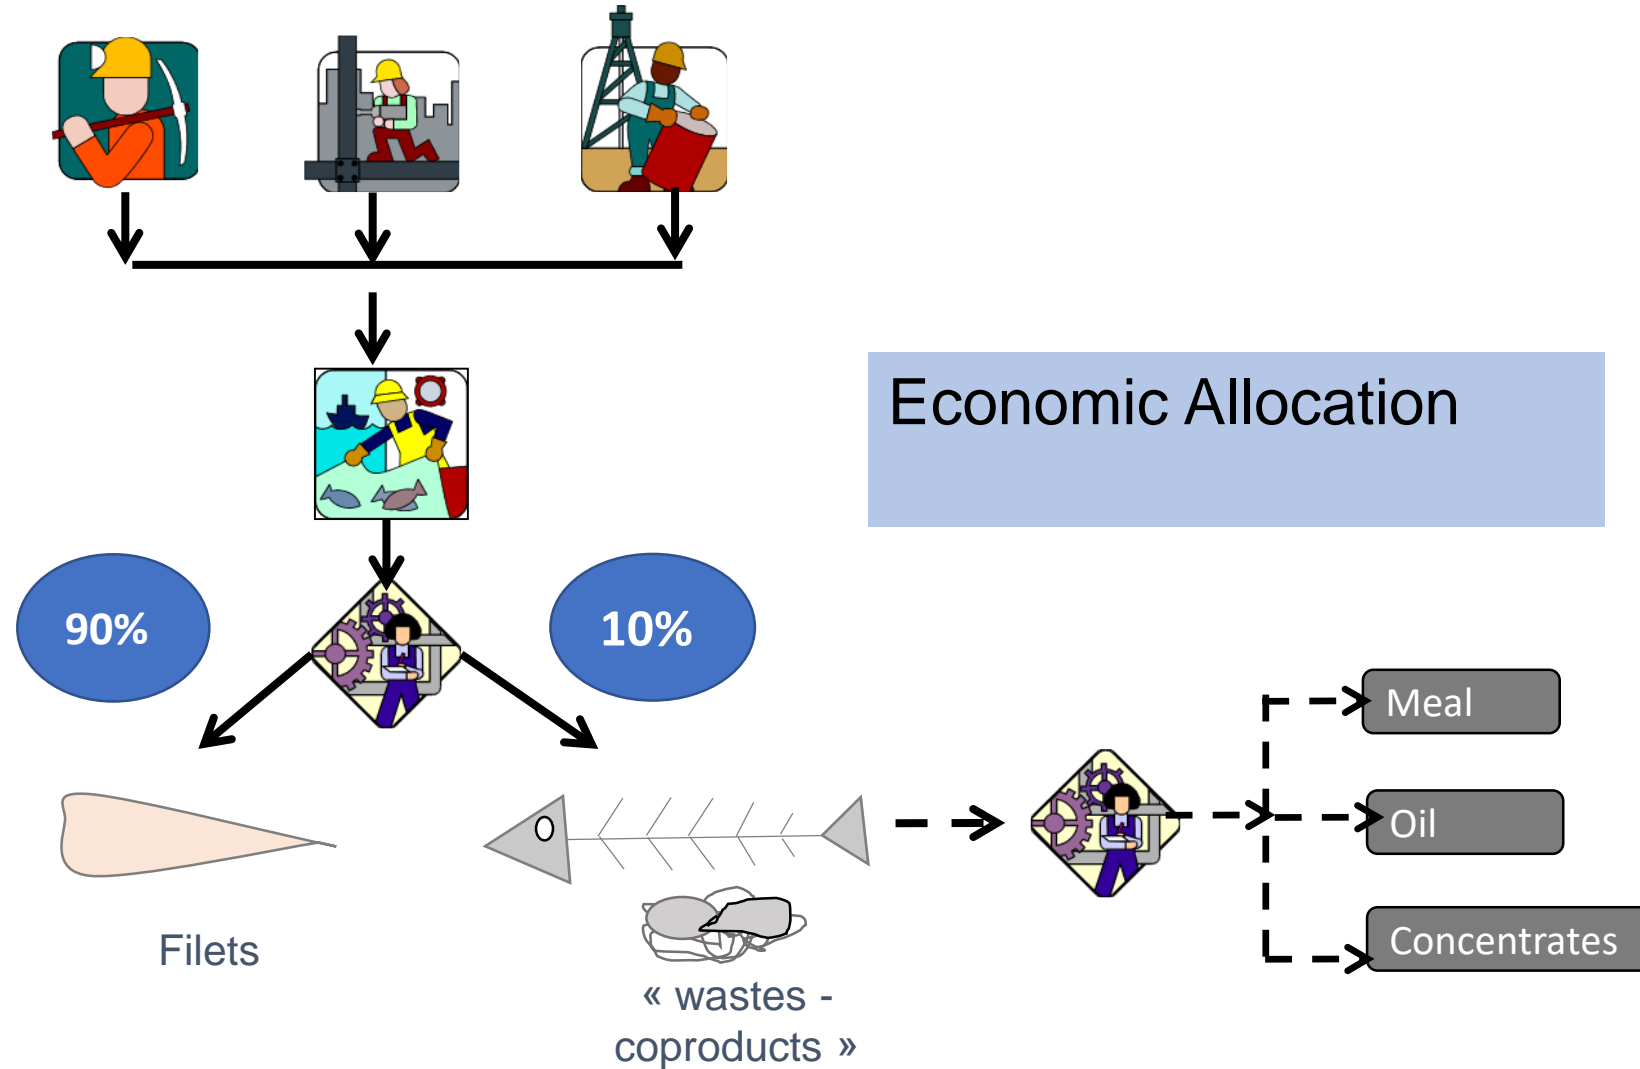 Economic Allocation
90%
10%
Meal
Oil
Concentrates
Filets
« wastes -
coproducts »